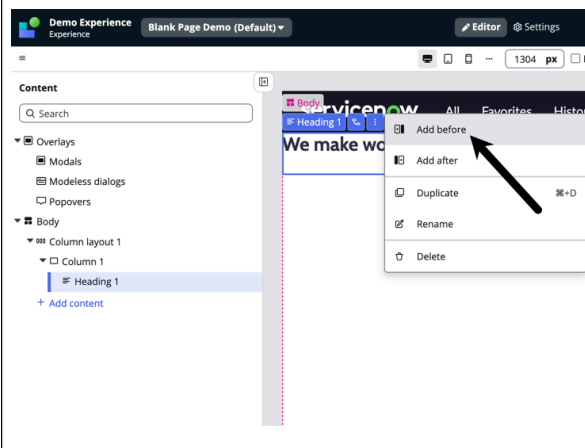 Demo Experience
Experience
Blank Page Demo (Default)
Editor
Settings
1304 px
Content
Search
Overlays
Modals
Modeless dialogs
Popovers
Body
Column layout 1
Column 1
Heading 1
+ Add content
Body
servicenow
All Favorites Histo
Heading 1
We make wo
Add before
Add after
Duplicate ⌘+D
Rename
Delete